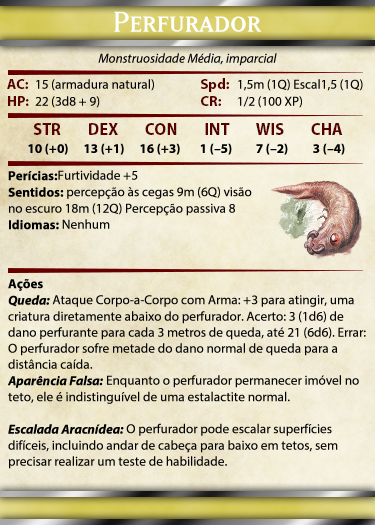 PERFURADOR
Monstruosidade Média, imparcial
AC: 15 (armadura natural) Spd: 1,5m (1Q) Escal1,5 (1Q)
HP: 22 (3d8 + 9) CR: 1/2 (100 XP)
STR DEX CON INT WIS CHA
10 (+0) 13 (+1) 16 (+3) 1 (–5) 7 (–2) 3 (–4)
Perícias:Furtividade +5
Sentidos: percepção às cegas 9m (6Q) visão
no escuro 18m (12Q) Percepção passiva 8
Idiomas: Nenhum
Ações
Queda: Ataque Corpo-a-Corpo com Arma: +3 para atingir, uma
criatura diretamente abaixo do perfurador. Acerto: 3 (1d6) de
dano perfurante para cada 3 metros de queda, até 21 (6d6). Errar:
O perfurador sofre metade do dano normal de queda para a
distância caída.
Aparência Falsa: Enquanto o perfurador permanecer imóvel no
teto, ele é indistinguível de uma estalactite normal.
Escalada Aracnídea: O perfurador pode escalar superfícies
difíceis, incluindo andar de cabeça para baixo em tetos, sem
precisar realizar um teste de habilidade.